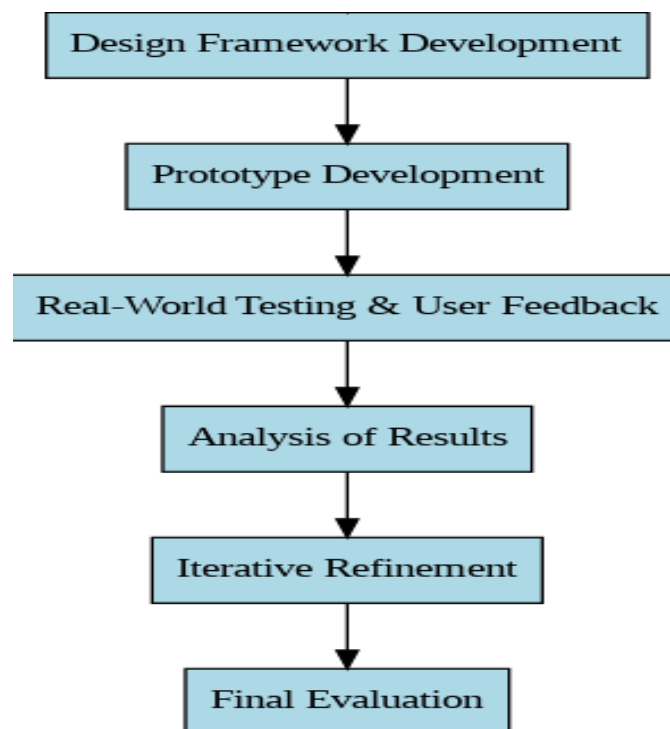 Design Framework Development
Prototype Development
Real-World Testing & User Feedback
Analysis of Results
Iterative Refinement
Final Evaluation